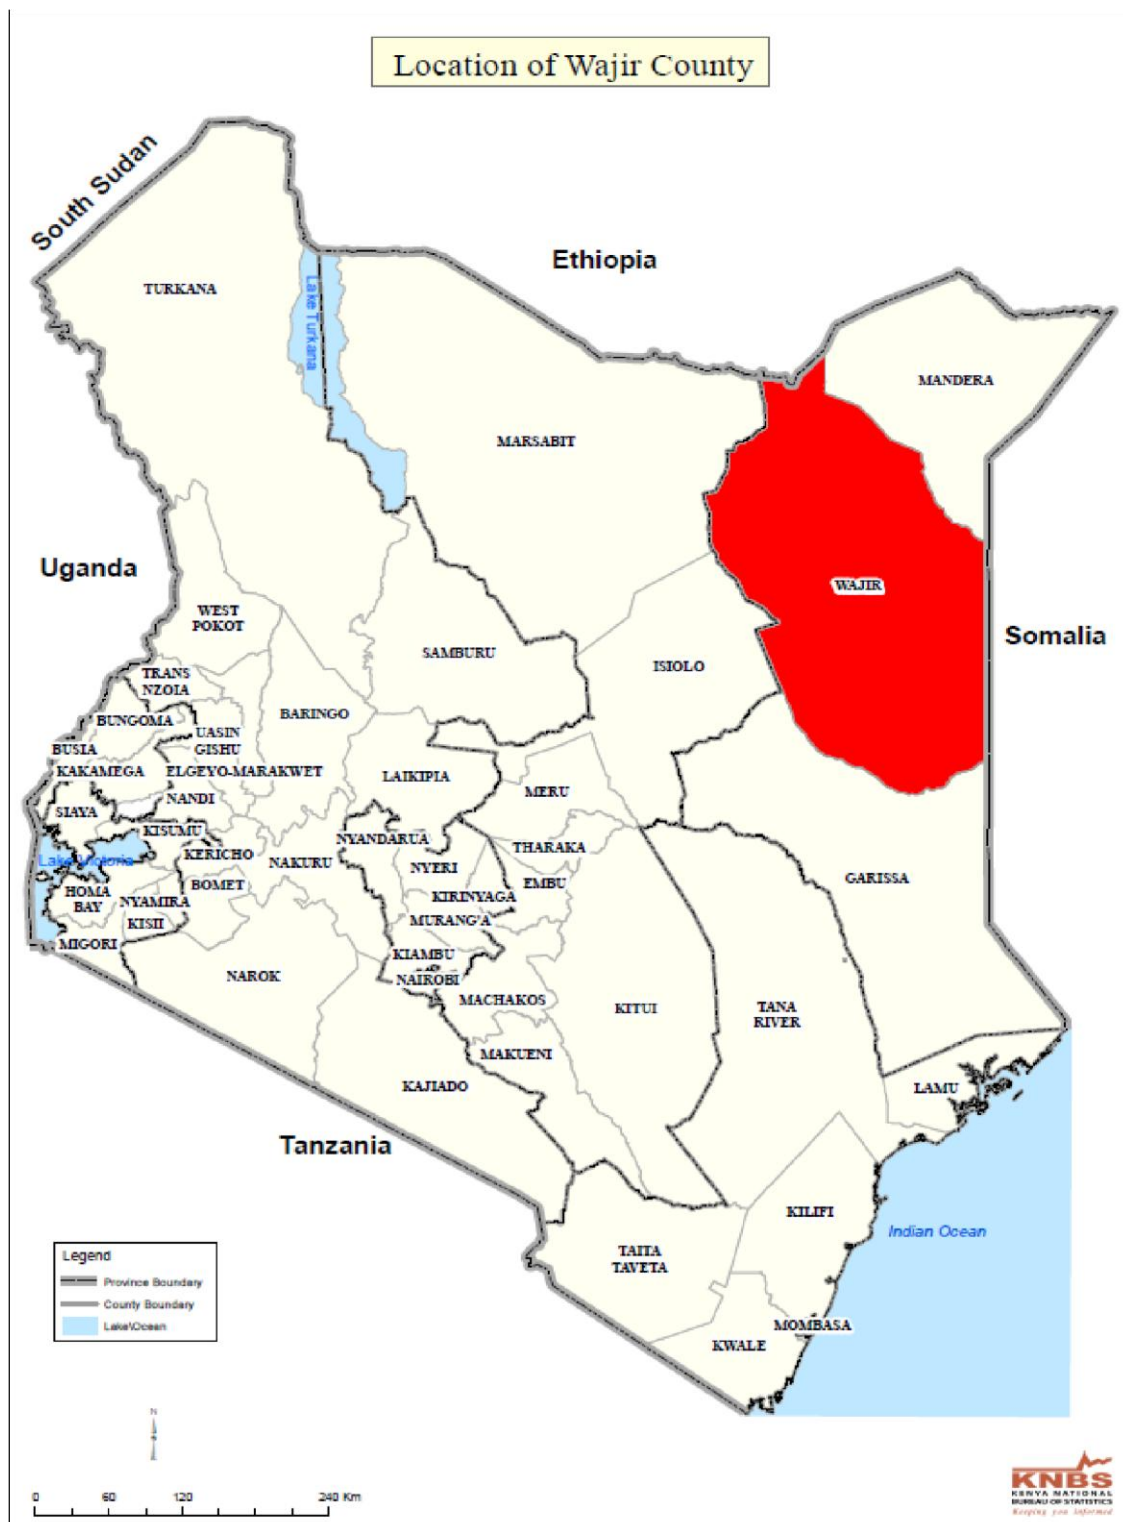 Location of Wajir County
South Sudan
Ethiopia
TURKANA
Lake Turkana
MANDERA
MARSABIT
Uganda
WAJIR
WEST
POKOT
Somalia
SAMBURU
ISIOLO
TRANS
NZOIA
BARINGO
BUNGOMA
UASIN
GISHU
BUSIA
KAKAMEGA
ELGEYO-MARAKWET
LAIKIPIA
MERU
NANDI
SIAYA
KISUMU
NYANDARUA
THARAKA
KERICHO
Lake Victoria
NAKURU
NYERI
GARISSA
BOMET
EMBU
HOMA
BAY
NYAMIRA
KIRINYAGA
KISII
MURANG'A
MIGORI
KIAMBU
NAROK
NAIROBI
MACHAKOS
KITUI
TANA
RIVER
MAKUENI
KAJIADO
LAMU
Tanzania
KILIFI
Indian Ocean
TAITA
TAVETA
MOMBASA
KWALE
Legend
Province Boundary
County Boundary
Lake\Ocean
N
0 60 120 240 Km
KNBS
KENYA NATIONAL
BUREAU OF STATISTICS
Keeping you informed